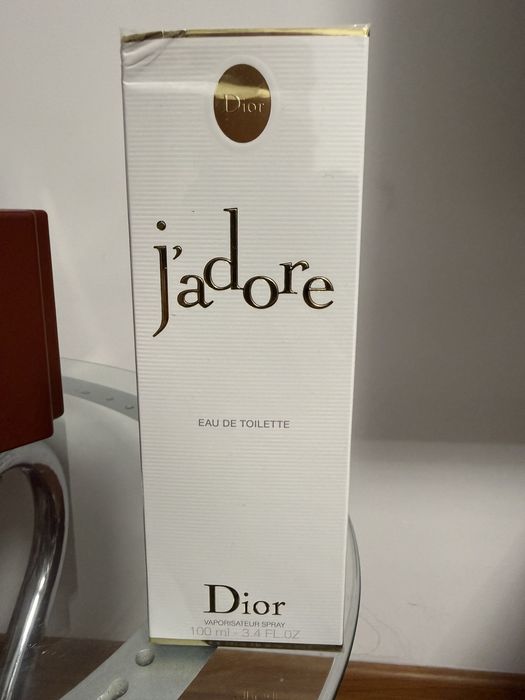 Dior
j'adore
EAU DE TOILETTE
Dior
VAPORISATEUR SPRAY
100 ml - 3.4 FL.OZ